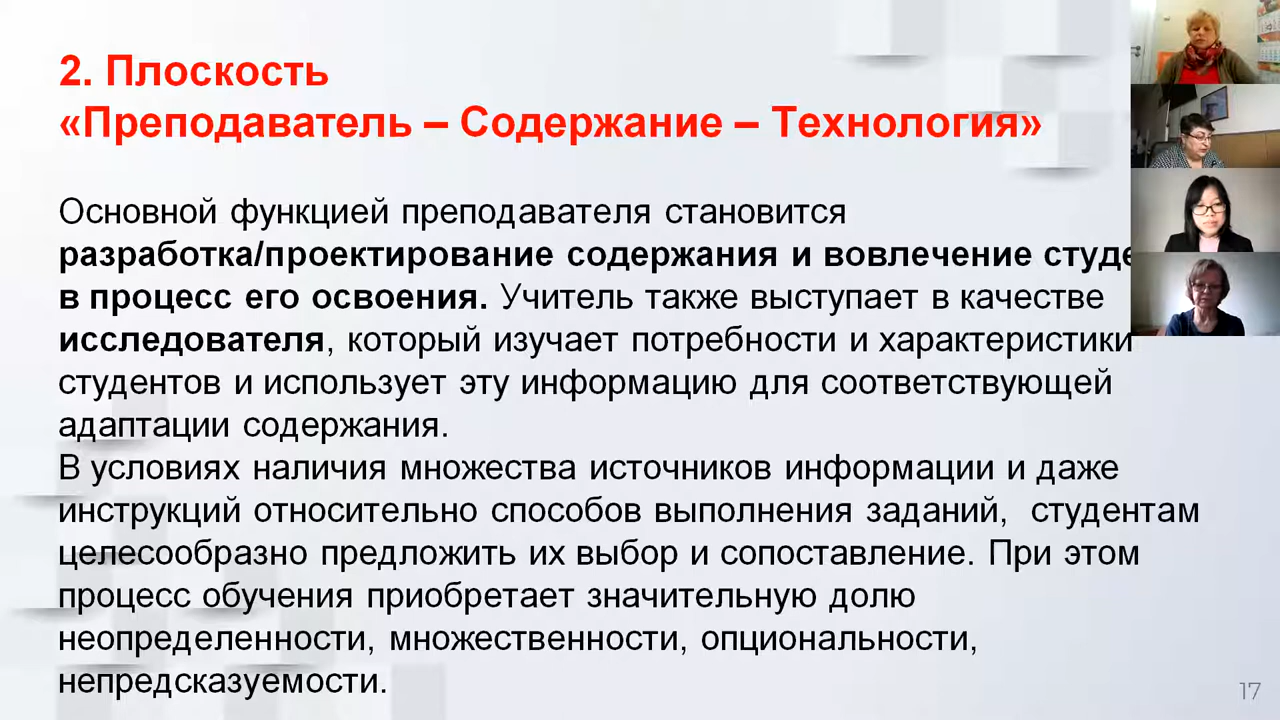 2. Плоскость
«Преподаватель – Содержание – Технология»
Основной функцией преподавателя становится
разработка/проектирование содержания и вовлечение
в процесс его освоения. Учитель также выступает в качестве
исследователя, который изучает потребности и характеристики
студентов и использует эту информацию для соответствующей
адаптации содержания.
В условиях наличия множества источников информации и даже
инструкций относительно способов выполнения заданий, студентам
целесообразно предложить их выбор и сопоставление. При этом
процесс обучения приобретает значительную долю
неопределенности, множественности, опциональности,
непредсказуемости.
17